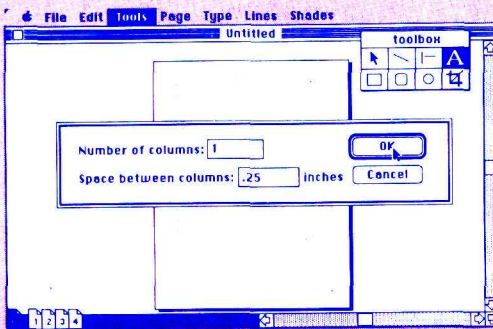 File Edit Tools Page Type Lines Shades
Untitled
toolbox
A
Number of columns: 1
OK
Space between columns: .25 inches
Cancel
1 2 3 4